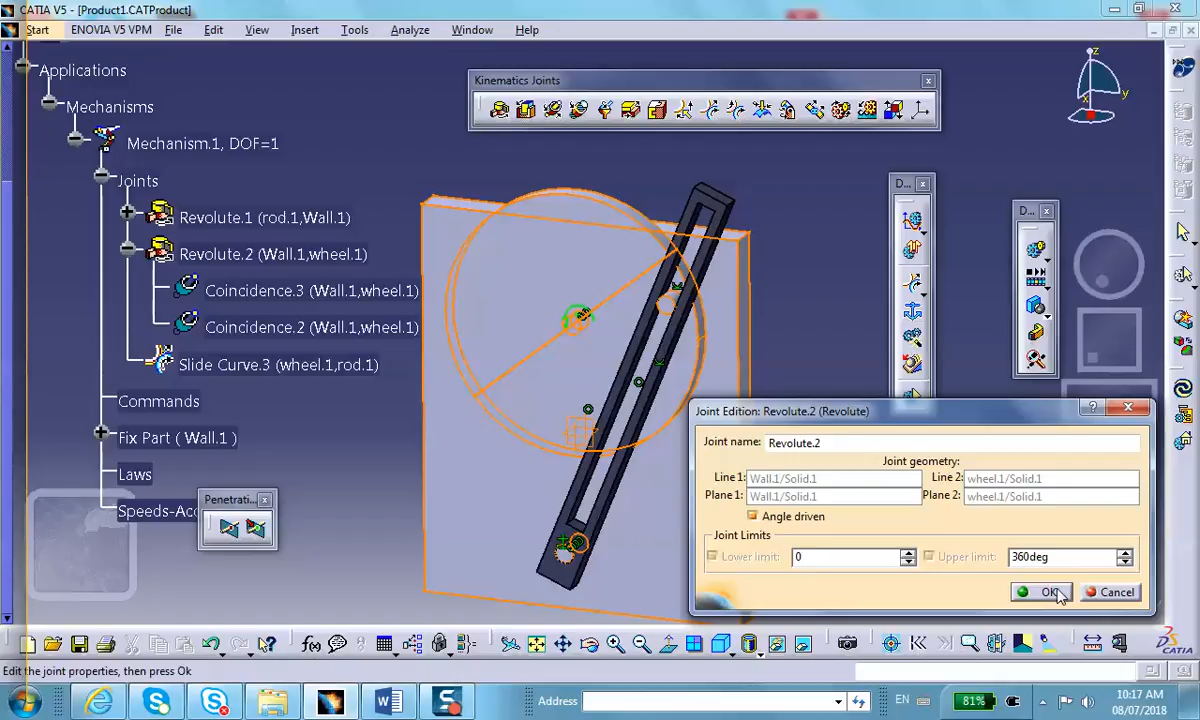 CATIA V5 - [Product1.CATProduct]
Start ENOVIA V5 VPM File Edit View Insert Tools Analyze Window Help
Applications
Mechanisms
Mechanism.1, DOF=1
Joints
Revolute.1 (rod.1,Wall.1)
Revolute.2 (Wall.1,wheel.1)
Coincidence.3 (Wall.1,wheel.1)
Coincidence.2 (Wall.1,wheel.1)
Slide Curve.3 (wheel.1,rod.1)
Commands
Fix Part ( Wall.1 )
Laws
Speeds-Acc
Penetrati...
Kinematics Joints
z
y
x
D...
D...
Joint Edition: Revolute.2 (Revolute)
Joint name: Revolute.2
Joint geometry:
Line 1: Wall.1/Solid.1 Line 2: wheel.1/Solid.1
Plane 1: Wall.1/Solid.1 Plane 2: wheel.1/Solid.1
Angle driven
Joint Limits
Lower limit: 0 Upper limit: 360deg
OK Cancel
f(x)
CATIA
Edit the joint properties, then press Ok
Address EN 81% 10:17 AM
08/07/2018